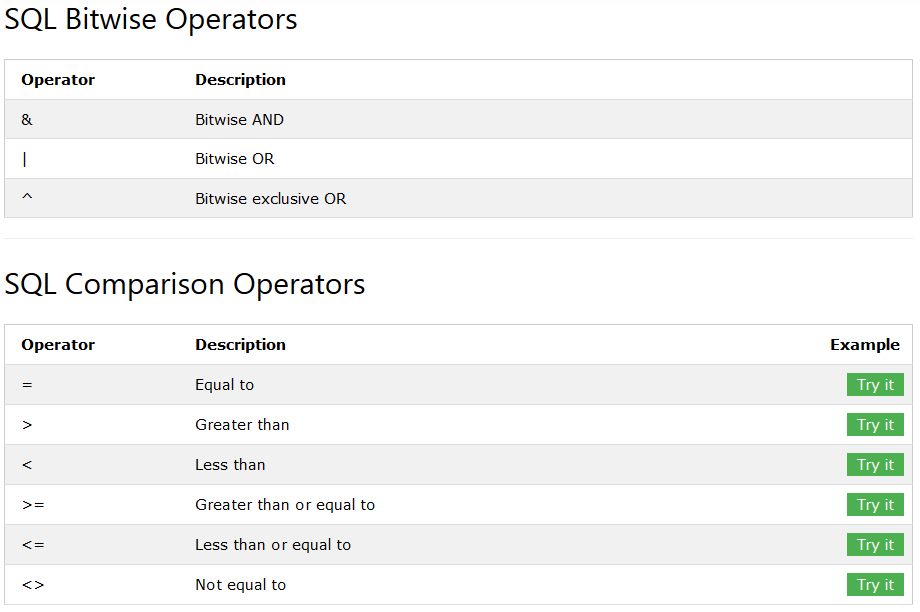 SQL Bitwise Operators
Operator Description
& Bitwise AND
| Bitwise OR
^ Bitwise exclusive OR
SQL Comparison Operators
Operator Description Example
= Equal to Try it
> Greater than Try it
< Less than Try it
>= Greater than or equal to Try it
<= Less than or equal to Try it
<> Not equal to Try it